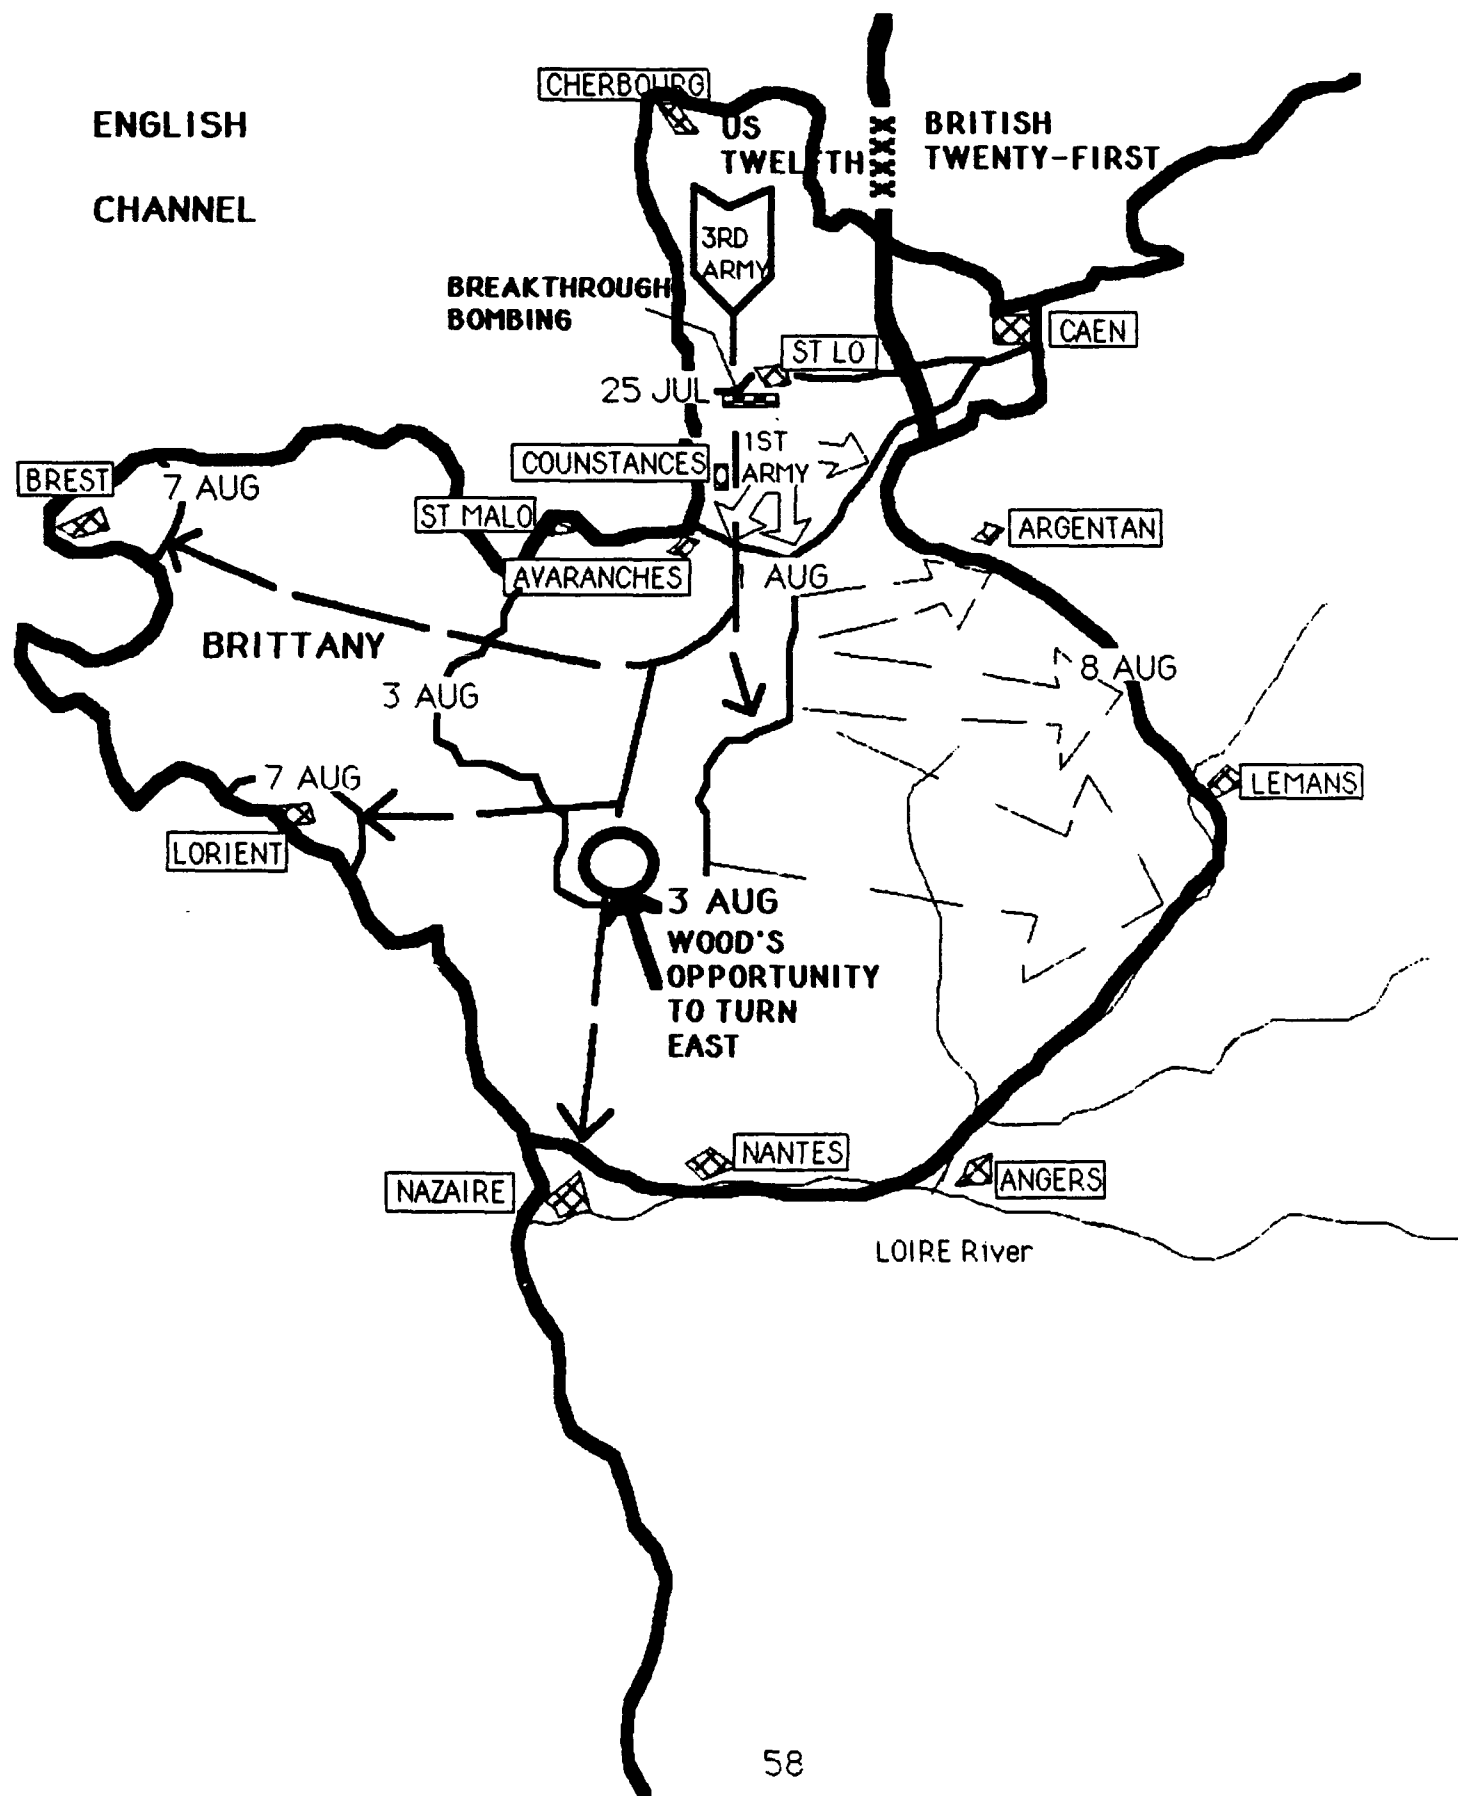 CHERBOURG
ENGLISH
CHANNEL
US
TWELFTH
XXXX
BRITISH
TWENTY-FIRST
3RD
ARMY
BREAKTHROUGH
BOMBING
ST LO
CAEN
25 JUL
1ST
ARMY
COUNSTANCES
BREST
7 AUG
ST MALO
ARGENTAN
AVARANCHES
1 AUG
BRITTANY
8 AUG
3 AUG
7 AUG
LEMANS
LORIENT
3 AUG
WOOD'S
OPPORTUNITY
TO TURN
EAST
NANTES
NAZAIRE
ANGERS
LOIRE River
58